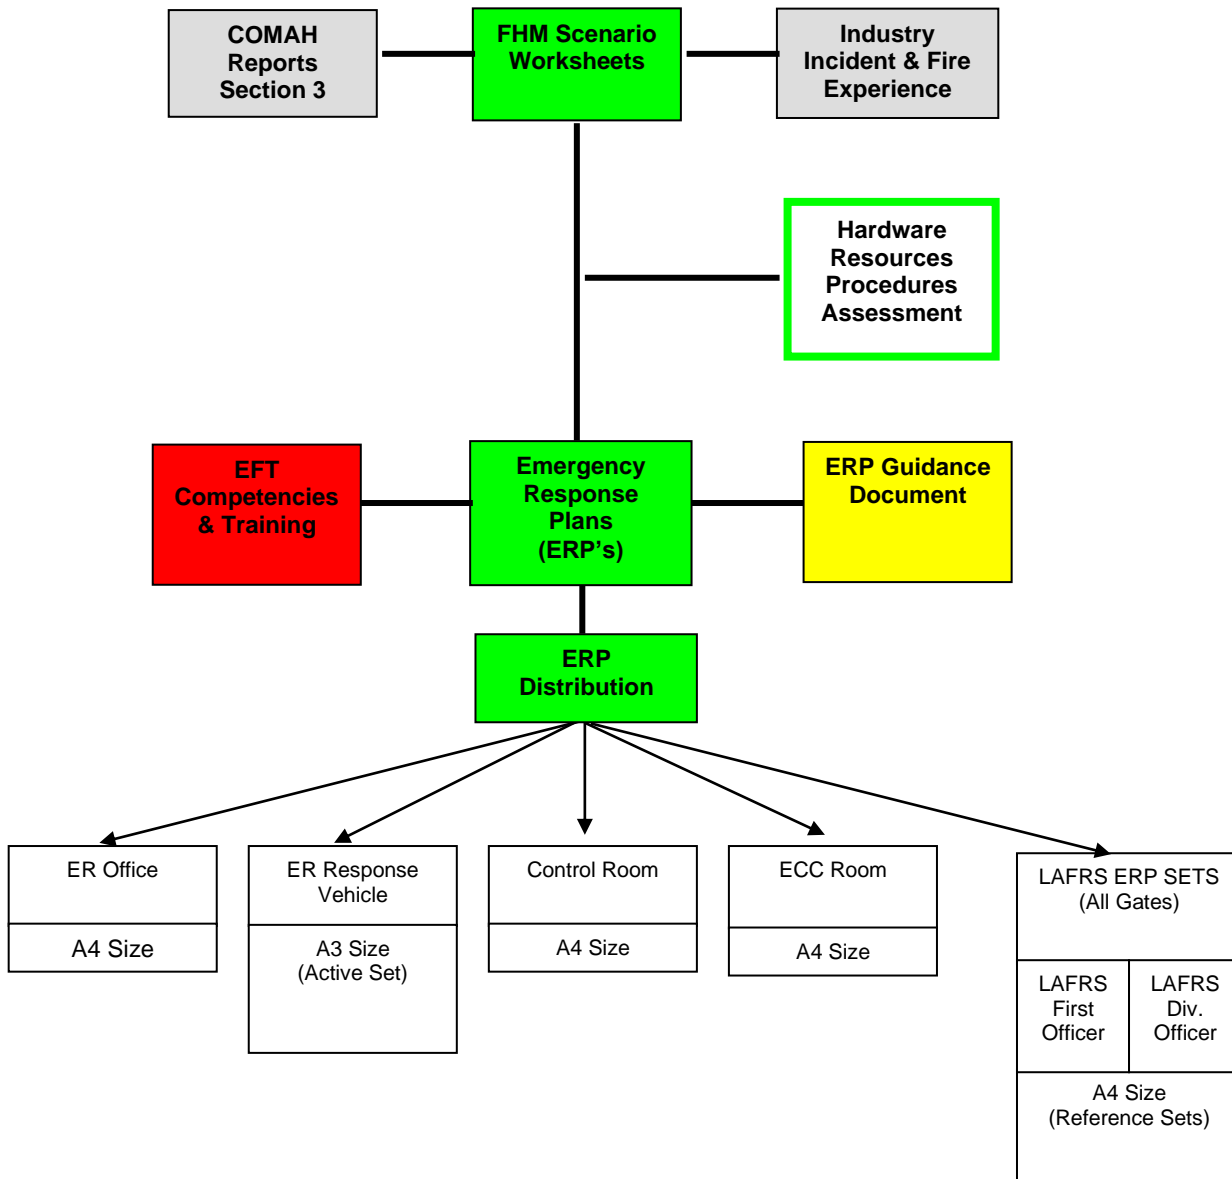 COMAH
Reports
Section 3
FHM Scenario
Worksheets
Industry
Incident & Fire
Experience
Hardware
Resources
Procedures
Assessment
EFT
Competencies
& Training
Emergency
Response
Plans
(ERP's)
ERP Guidance
Document
ERP
Distribution
ER Office
A4 Size
ER Response
Vehicle
A3 Size
(Active Set)
Control Room
A4 Size
ECC Room
A4 Size
LAFRS ERP SETS
(All Gates)
LAFRS
First
Officer
LAFRS
Div.
Officer
A4 Size
(Reference Sets)